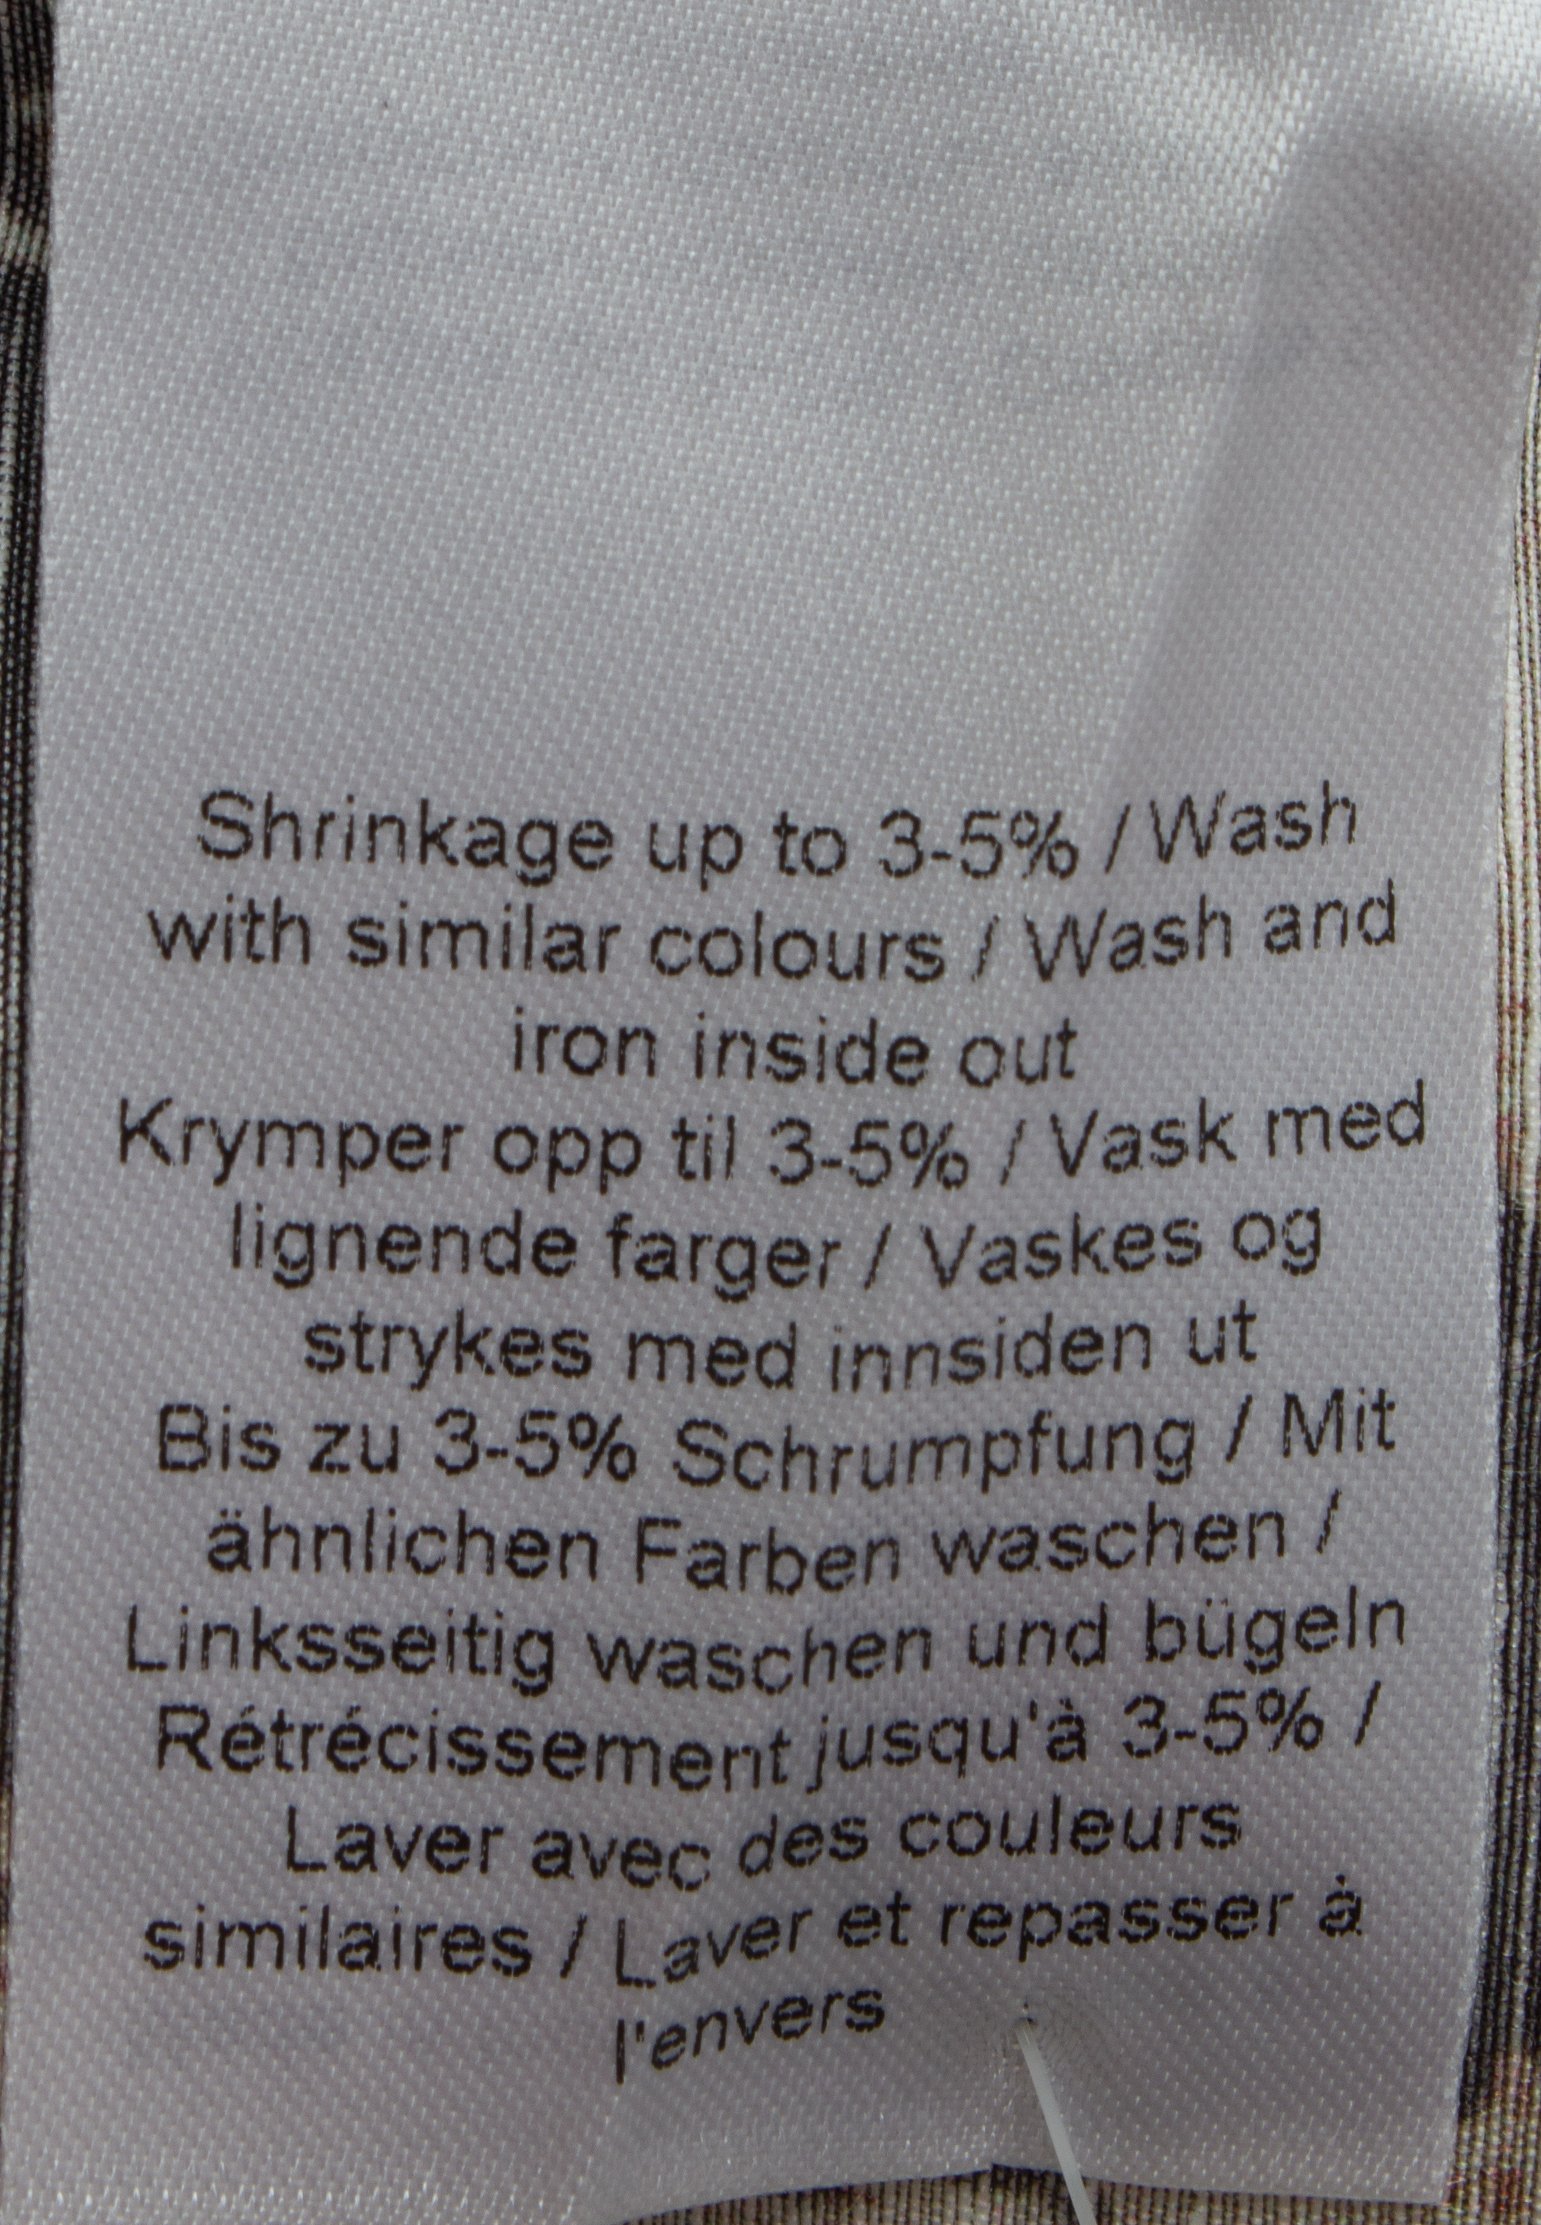 Shrinkage up to 3-5% / Wash
with similar colours / Wash and
iron inside out
Krymper opp til 3-5% / Vask med
lignende farger / Vaskes og
strykes med innsiden ut
Bis zu 3-5% Schrumpfung / Mit
ähnlichen Farben waschen /
Linksseitig waschen und bügeln
Rétrécissement jusqu'à 3-5% /
Laver avec des couleurs
similaires / Laver et repasser à
l'envers